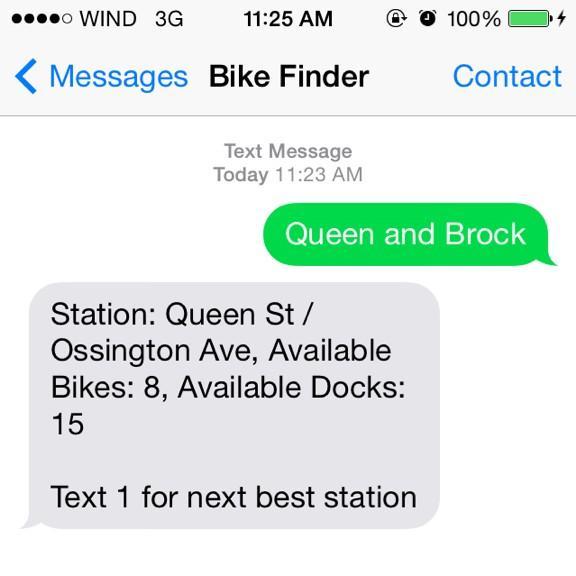 WIND 3G 11:25 AM 100%
Messages Bike Finder Contact
Text Message
Today 11:23 AM
Queen and Brock
Station: Queen St /
Ossington Ave, Available
Bikes: 8, Available Docks:
15
Text 1 for next best station